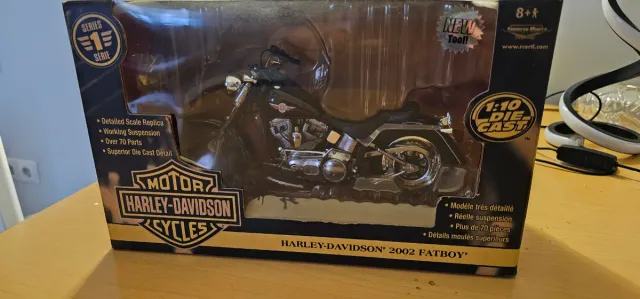 SERIES
1
SERIE
NEW
Tool!
8+
www.rcertl.com
• Detailed Scale Replica
• Working Suspension
• Over 70 Parts
• Superior Die Cast Detail
1:10
DIE
CAST
MOTOR
HARLEY-DAVIDSON
CYCLES
• Modèle très détaillé
• Réelle suspension
• Plus de 70 pièces
• Détails moulés supérieurs
HARLEY-DAVIDSON® 2002 FATBOY®